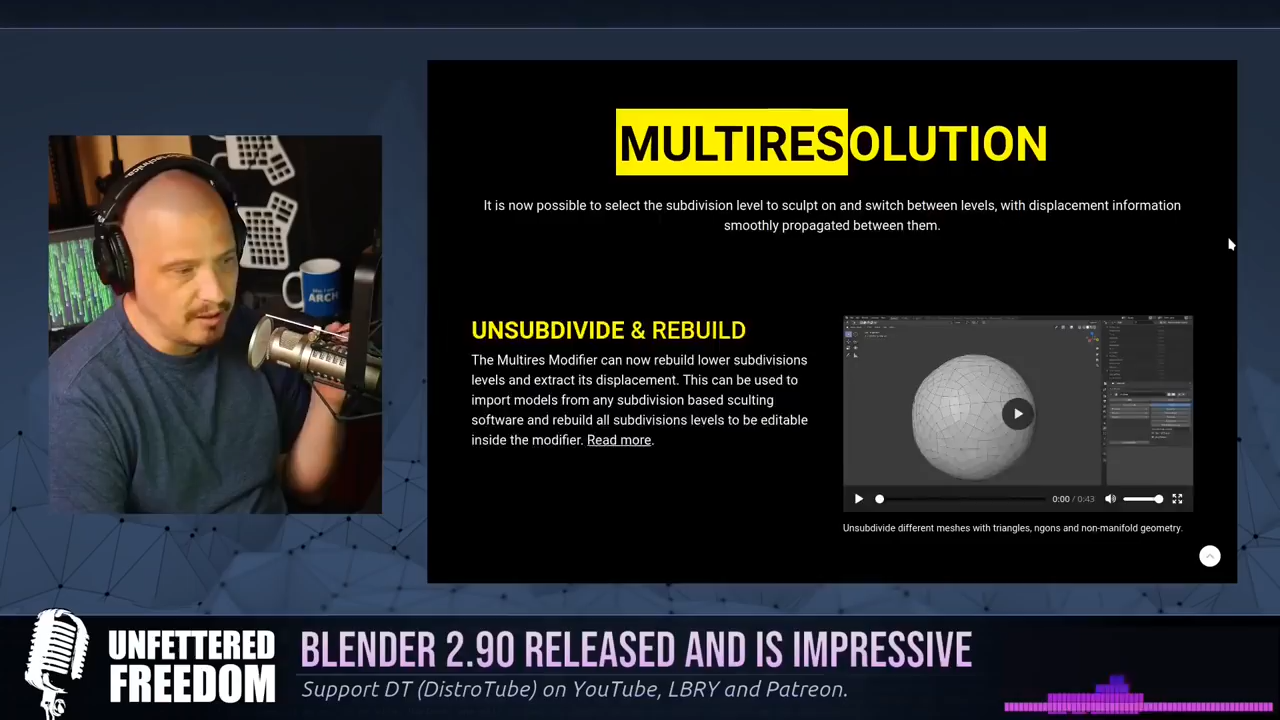 MULTIRESOLUTION
It is now possible to select the subdivision level to sculpt on and switch between levels, with displacement information
smoothly propagated between them.
UNSUBDIVIDE & REBUILD
The Multires Modifier can now rebuild lower subdivisions
levels and extract its displacement. This can be used to
import models from any subdivision based sculting
software and rebuild all subdivisions levels to be editable
inside the modifier. Read more.
0:00 / 0:43
Unsubdivide different meshes with triangles, ngons and non-manifold geometry.
ARCH
UNFETTERED
FREEDOM
BLENDER 2.90 RELEASED AND IS IMPRESSIVE
Support DT (DistroTube) on YouTube, LBRY and Patreon.